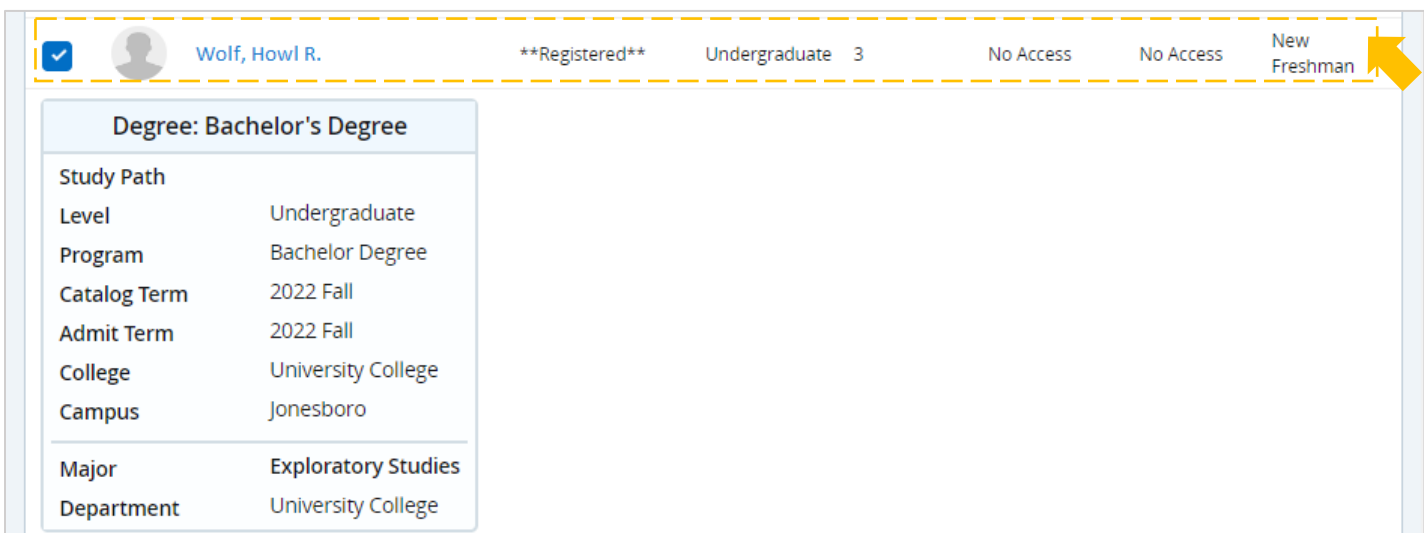 Wolf, Howl R. **Registered** Undergraduate 3 No Access No Access New Freshman
Degree: Bachelor's Degree
Study Path
Level Undergraduate
Program Bachelor Degree
Catalog Term 2022 Fall
Admit Term 2022 Fall
College University College
Campus Jonesboro
Major Exploratory Studies
Department University College